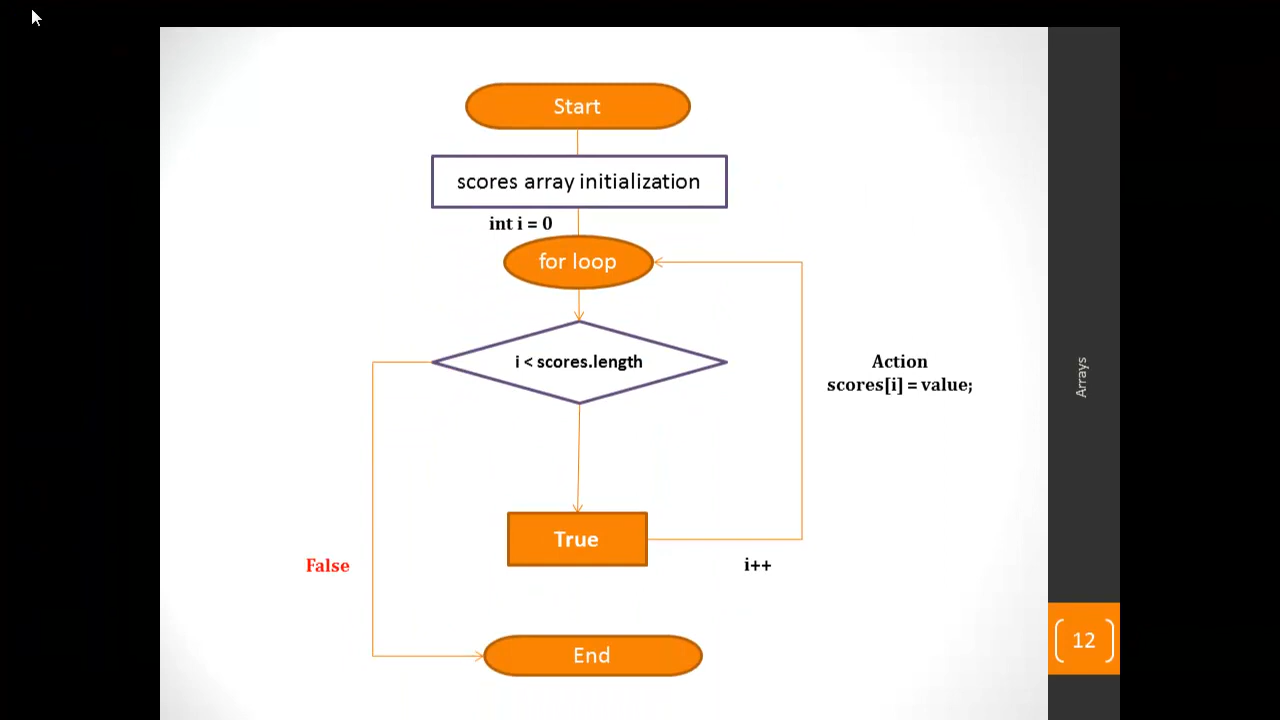 Start
scores array initialization
int i = 0
for loop
i < scores.length
Action
scores[i] = value;
True
i++
False
End
Arrays
12